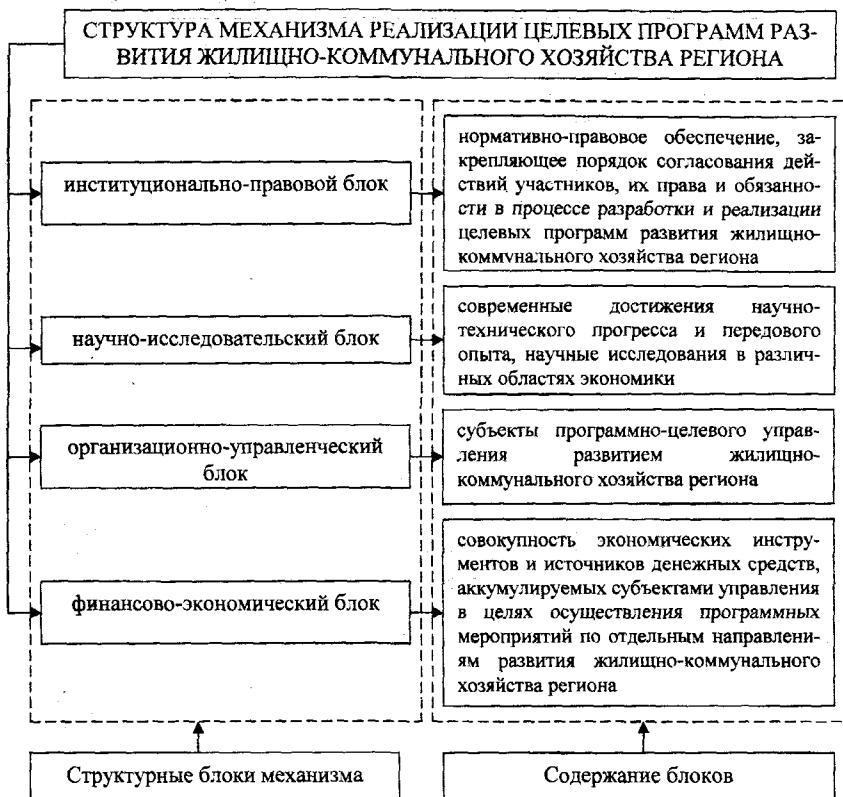 СТРУКТУРА МЕХАНИЗМА РЕАЛИЗАЦИИ ЦЕЛЕВЫХ ПРОГРАММ РАЗ-
ВИТИЯ ЖИЛИЩНО-КОММУНАЛЬНОГО ХОЗЯЙСТВА РЕГИОНА
институционально-правовой блок
нормативно-правовое обеспечение, за-
крепляющее порядок согласования дей-
ствий участников, их права и обязанно-
сти в процессе разработки и реализации
целевых программ развития жилищно-
коммунального хозяйства региона
научно-исследовательский блок
современные достижения научно-
технического прогресса и передового
опыта, научные исследования в различ-
ных областях экономики
организационно-управленческий
блок
субъекты программно-целевого управ-
ления развитием жилищно-
коммунального хозяйства региона
финансово-экономический блок
совокупность экономических инстру-
ментов и источников денежных средств,
аккумулируемых субъектами управления
в целях осуществления программных
мероприятий по отдельным направлени-
ям развития жилищно-коммунального
хозяйства региона
Структурные блоки механизма
Содержание блоков